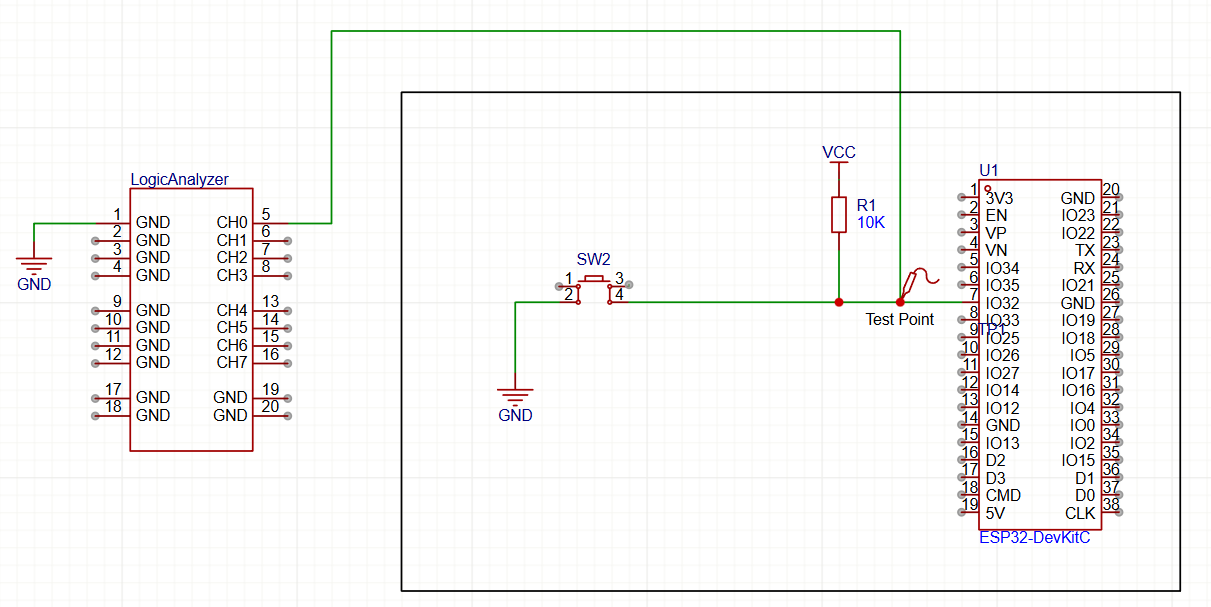 LogicAnalyzer
1 GND CH0 5
2 GND CH1 6
3 GND CH2 7
4 GND CH3 8
9 GND CH4 13
10 GND CH5 14
11 GND CH6 15
12 GND CH7 16
17 GND GND 19
18 GND GND 20
GND
SW2
1 3
2 4
GND
VCC
R1
10K
Test Point
TP1
U1
1 3V3 GND 20
2 EN IO23 21
3 VP IO22 22
4 VN TX 23
5 IO34 RX 24
6 IO35 IO21 25
7 IO32 GND 26
8 IO33 IO19 27
9 IO25 IO18 28
10 IO26 IO5 29
11 IO27 IO17 30
12 IO14 IO16 31
13 IO12 IO4 32
14 GND IO0 33
15 IO13 IO2 34
16 D2 IO15 35
17 D3 D1 36
18 CMD D0 37
19 5V CLK 38
ESP32-DevKitC